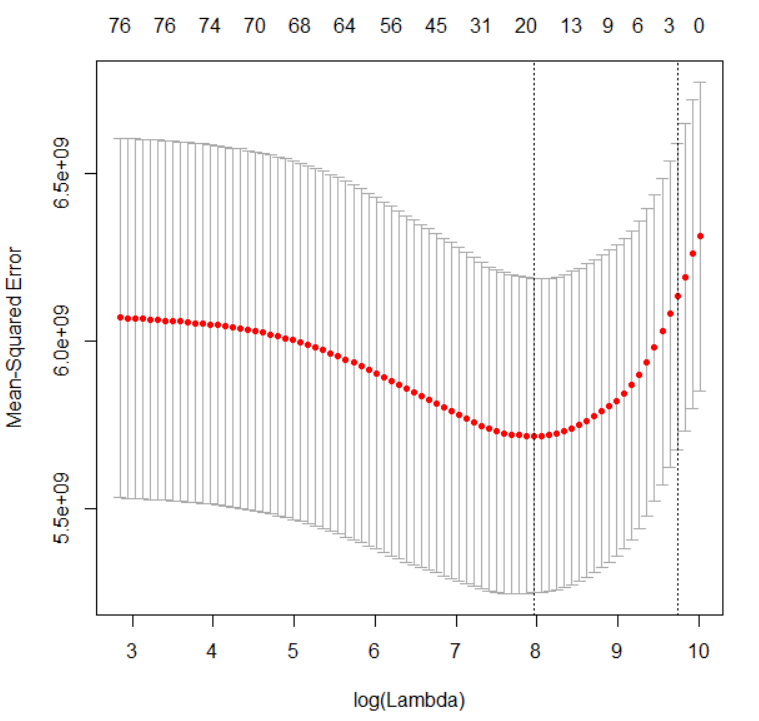 76 76 74 70 68 64 56 45 31 20 13 9 6 3 0
Mean-Squared Error
6.5e+09
6.0e+09
5.5e+09
3 4 5 6 7 8 9 10
log(Lambda)